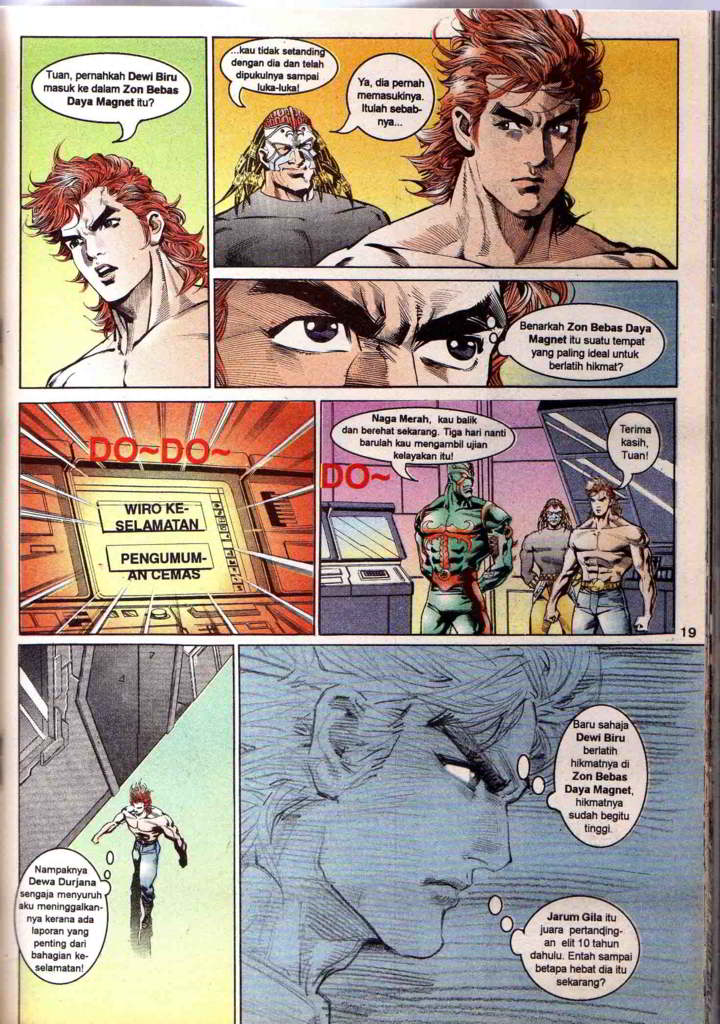 Tuan, pernahkah Dewi Biru
masuk ke dalam Zon Bebas
Daya Magnet itu?
...kau tidak setanding
dengan dia dan telah
dipukulnya sampai
luka-luka!
Ya, dia pernah
memasukinya.
Itulah sebab-
nya...
Benarkah Zon Bebas Daya
Magnet itu suatu tempat
yang paling ideal untuk
berlatih hikmat?
DO~DO~
WIRO KE-
SELAMATAN
PENGUMUM-
AN CEMAS
DO~
Naga Merah, kau balik
dan berehat sekarang. Tiga hari nanti
barulah kau mengambil ujian
kelayakan itu!
Terima
kasih,
Tuan!
19
Nampaknya
Dewa Durjana
sengaja menyuruh
aku meninggalkan-
nya kerana ada
laporan yang
penting dari
bahagian ke-
selamatan!
Baru sahaja
Dewi Biru
berlatih
hikmatnya di
Zon Bebas
Daya Magnet,
hikmatnya
sudah begitu
tinggi.
Jarum Gila itu
juara pertanding-
an elit 10 tahun
dahulu. Entah sampai
betapa hebat dia itu
sekarang?